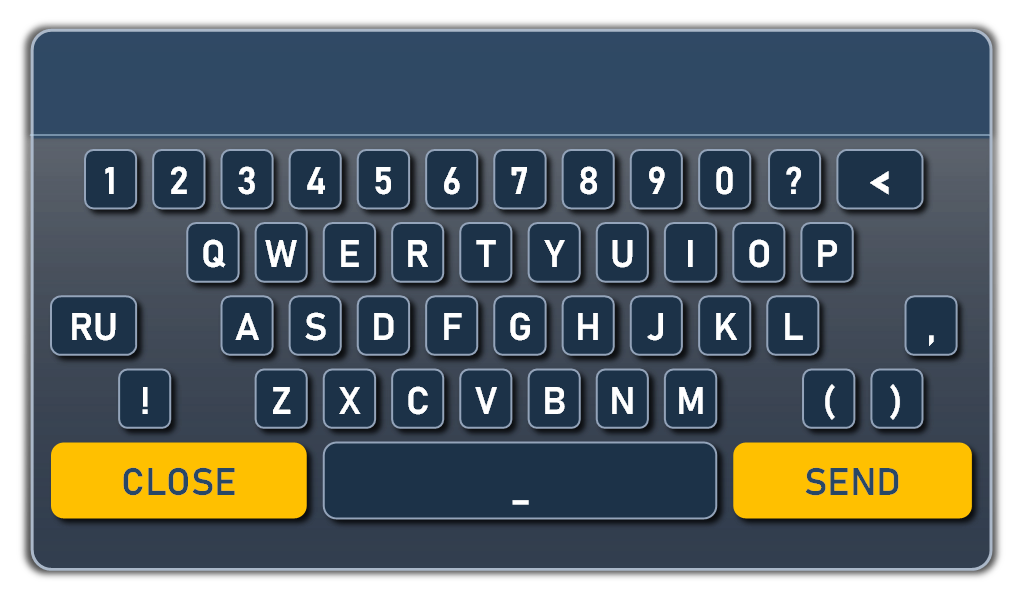 1 2 3 4 5 6 7 8 9 0 ? <
Q W E R T Y U I O P
RU A S D F G H J K L ,
! Z X C V B N M ( )
CLOSE _ SEND